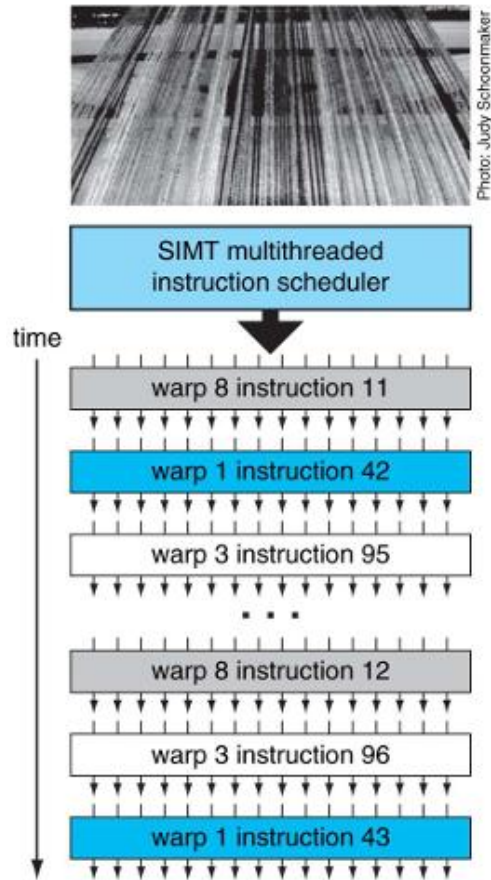 Photo: Judy Schoonmaker
SIMT multithreaded
instruction scheduler
time
warp 8 instruction 11
warp 1 instruction 42
warp 3 instruction 95
. . .
warp 8 instruction 12
warp 3 instruction 96
warp 1 instruction 43